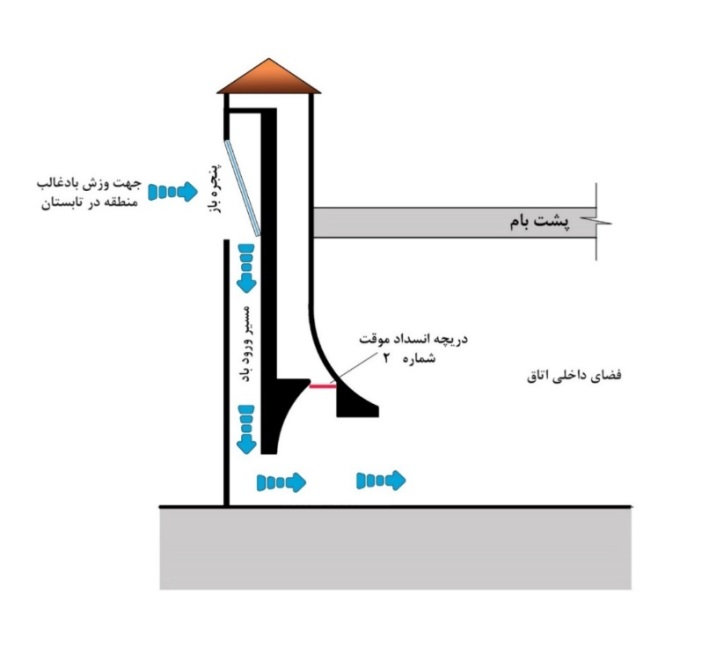 پنجره باز
جهت وزش بادغالب
منطقه در تابستان
پشت بام
مسیر ورود باد
دریچه انسداد موقت
شماره ۲
فضای داخلی اتاق